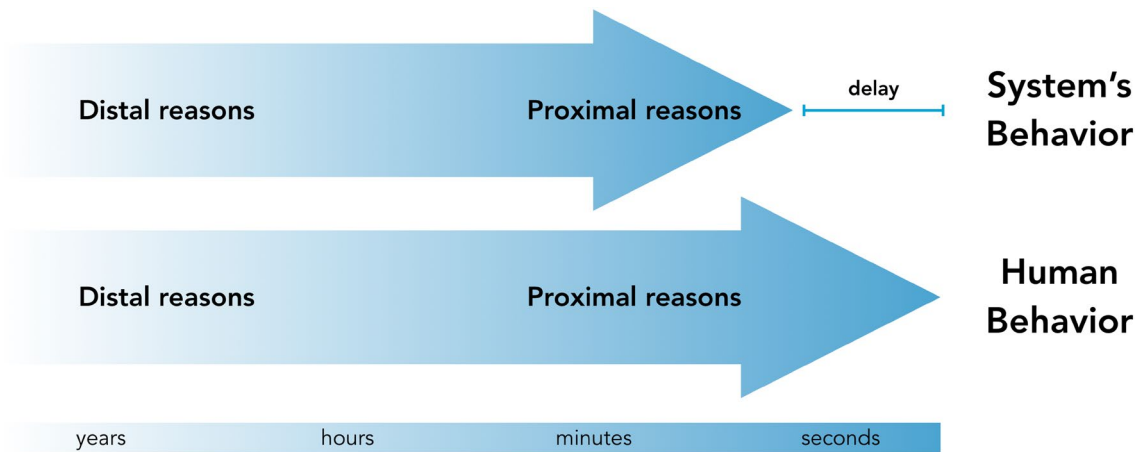 Distal reasons
Proximal reasons
delay
System's
Behavior
Distal reasons
Proximal reasons
Human
Behavior
years
hours
minutes
seconds